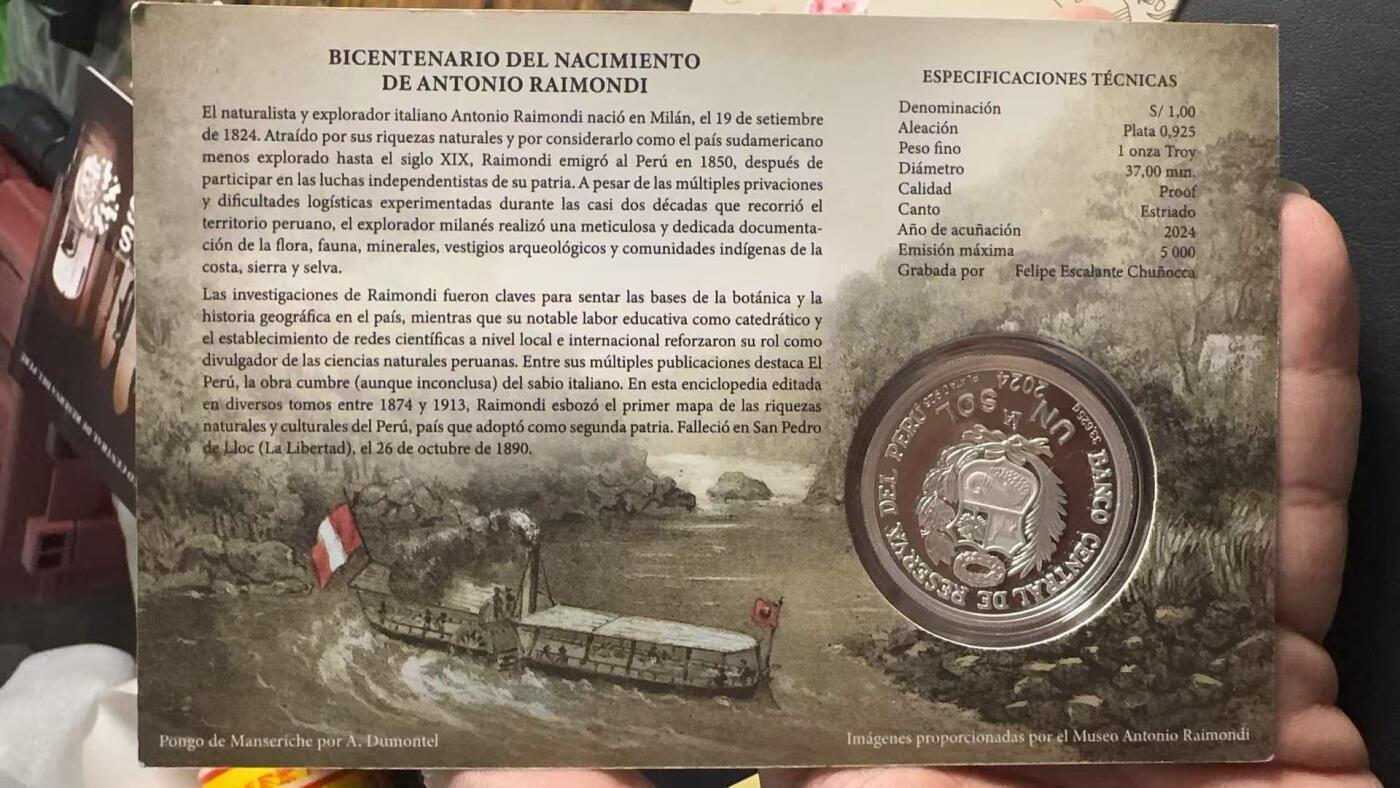 BICENTENARIO DEL NACIMIENTO
DE ANTONIO RAIMONDI
El naturalista y explorador italiano Antonio Raimondi nació en Milán, el 19 de setiembre
de 1824. Atraído por sus riquezas naturales y por considerarlo como el país sudamericano
menos explorado hasta el siglo XIX, Raimondi emigró al Perú en 1850, después de
participar en las luchas independentistas de su patria. A pesar de las múltiples privaciones
y dificultades logísticas experimentadas durante las casi dos décadas que recorrió el
territorio peruano, el explorador milanés realizó una meticulosa y dedicada documenta-
ción de la flora, fauna, minerales, vestigios arqueológicos y comunidades indígenas de la
costa, sierra y selva.
Las investigaciones de Raimondi fueron claves para sentar las bases de la botánica y la
historia geográfica en el país, mientras que su notable labor educativa como catedrático y
el establecimiento de redes científicas a nivel local e internacional reforzaron su rol como
divulgador de las ciencias naturales peruanas. Entre sus múltiples publicaciones destaca El
Perú, la obra cumbre (aunque inconclusa) del sabio italiano. En esta enciclopedia editada
en diversos tomos entre 1874 y 1913, Raimondi esbozó el primer mapa de las riquezas
naturales y culturales del Perú, país que adoptó como segunda patria. Falleció en San Pedro
de Lloc (La Libertad), el 26 de octubre de 1890.
ESPECIFICACIONES TÉCNICAS
Denominación S/ 1,00
Aleación Plata 0,925
Peso fino 1 onza Troy
Diámetro 37,00 mm.
Calidad Proof
Canto Estriado
Año de acuñación 2024
Emisión máxima 5 000
Grabada por Felipe Escalante Chuñocca
BANCO CENTRAL DE RESERVA DEL PERÚ
UN SOL
2024
PLATA 0.925
33.625g
Pongo de Manseriche por A. Dumontel
Imágenes proporcionadas por el Museo Antonio Raimondi